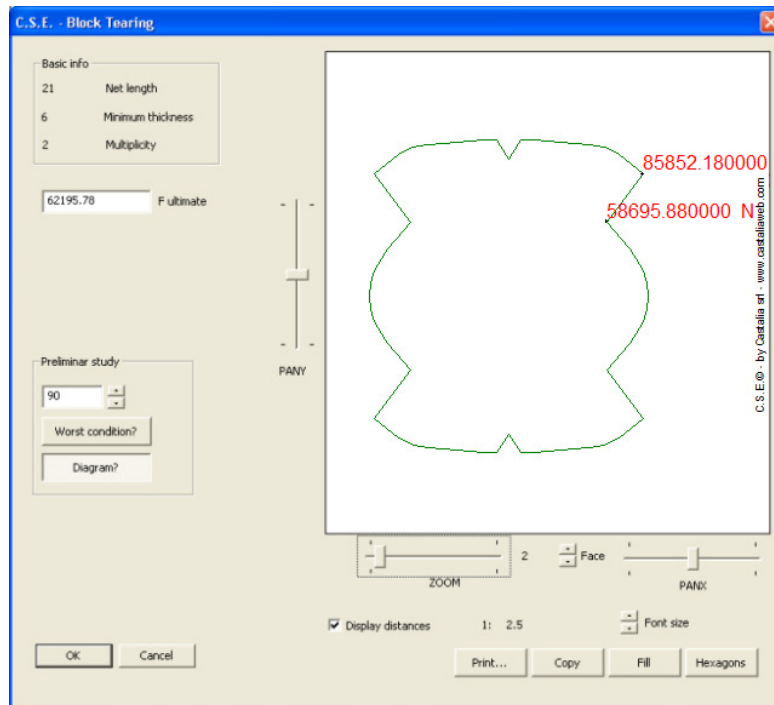 C.S.E. - Block Tearing
Basic info
21 Net length
6 Minimum thickness
2 Multiplicity
62195.78 F ultimate
PANY
Preliminar study
90
Worst condition?
Diagram?
85852.180000
58695.880000 N
C.S.E.© - by Castalia srl - www.castaliaweb.com
ZOOM
2 Face
PANX
Display distances 1: 2.5 Font size
OK Cancel
Print... Copy Fill Hexagons